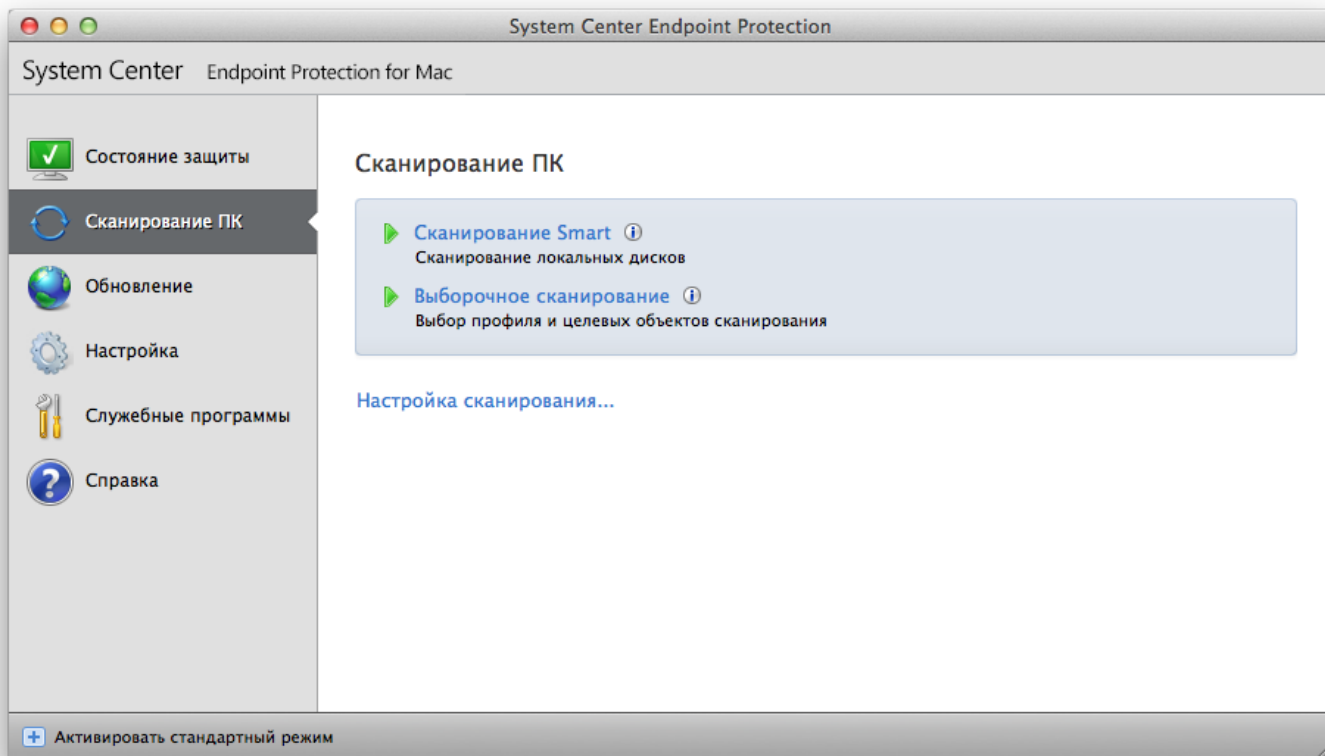 System Center Endpoint Protection
System Center Endpoint Protection for Mac
Состояние защиты
Сканирование ПК
Обновление
Настройка
Служебные программы
Справка
Сканирование ПК
Сканирование Smart
Сканирование локальных дисков
Выборочное сканирование
Выбор профиля и целевых объектов сканирования
Настройка сканирования...
Активировать стандартный режим